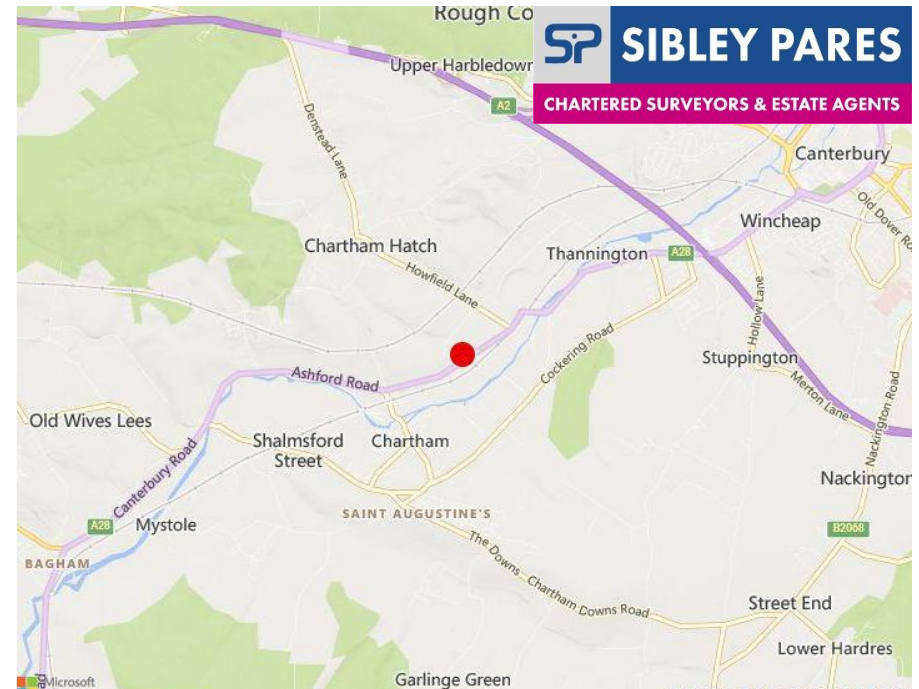 Rough Co
SP SIBLEY PARES
CHARTERED SURVEYORS & ESTATE AGENTS
Upper Harbledown
A2
Denstead Lane
Canterbury
Old Dover Ro
Wincheap
Chartham Hatch
Thannington
A28
Howfield Lane
Hollow Lane
Cockering Road
Stuppington
Merton Lane
Ashford Road
Nackington Road
Old Wives Lees
Shalmsford
Street
Chartham
Canterbury Road
Nackington
SAINT AUGUSTINE'S
A28
Mystole
B2068
BAGHAM
The Downs
Chartham Downs Road
Street End
Lower Hardres
Garlinge Green
Microsoft